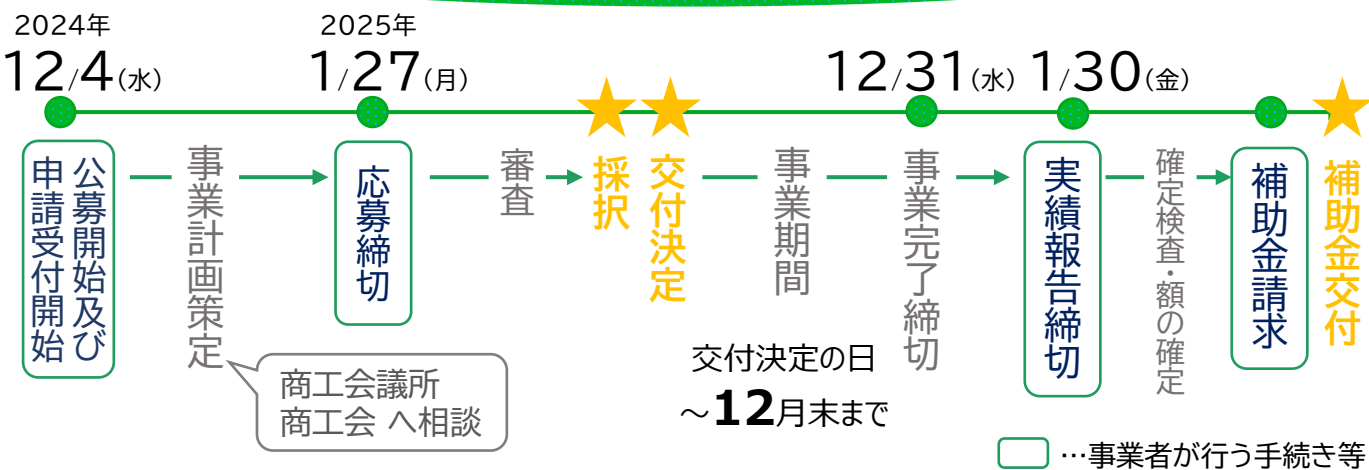 2024年
12/4(水)
2025年
1/27(月)
12/31(水)
1/30(金)
公募開始及び
申請受付開始
事業計画策定
応募締切
審査
採択
交付決定
事業期間
事業完了締切
実績報告締切
確定検査・額の確定
補助金請求
補助金交付
商工会議所
商工会 へ相談
交付決定の日
～12月末まで
…事業者が行う手続き等